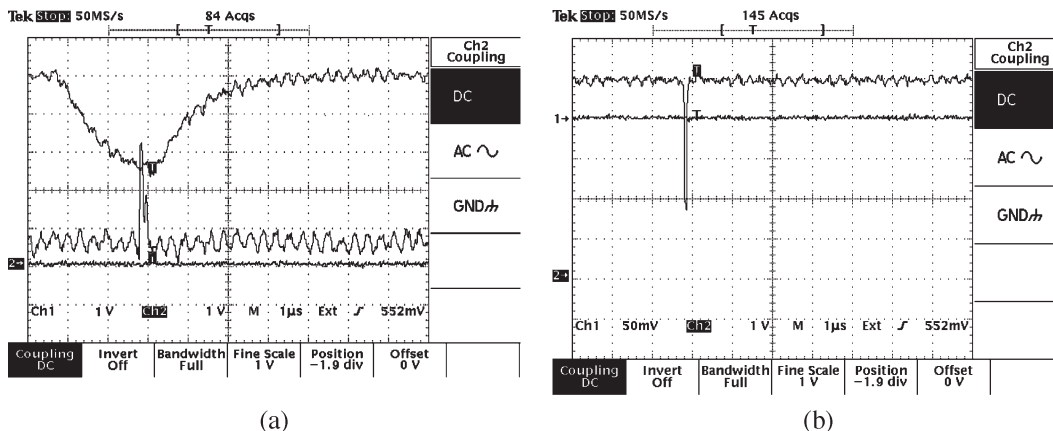 Tek Stop: 50MS/s 84 Acqs
T
Ch2
Coupling
DC
AC
GND
2→
Ch1 1 V Ch2 1 V M 1µs Ext 552mV
Coupling DC Invert Off Bandwidth Full Fine Scale 1 V Position −1.9 div Offset 0 V
(a)
Tek Stop: 50MS/s 145 Acqs
T
Ch2
Coupling
DC
1→
T
AC
GND
2→
Ch1 50mV Ch2 1 V M 1µs Ext 552mV
Coupling DC Invert Off Bandwidth Full Fine Scale 1 V Position −1.9 div Offset 0 V
(b)